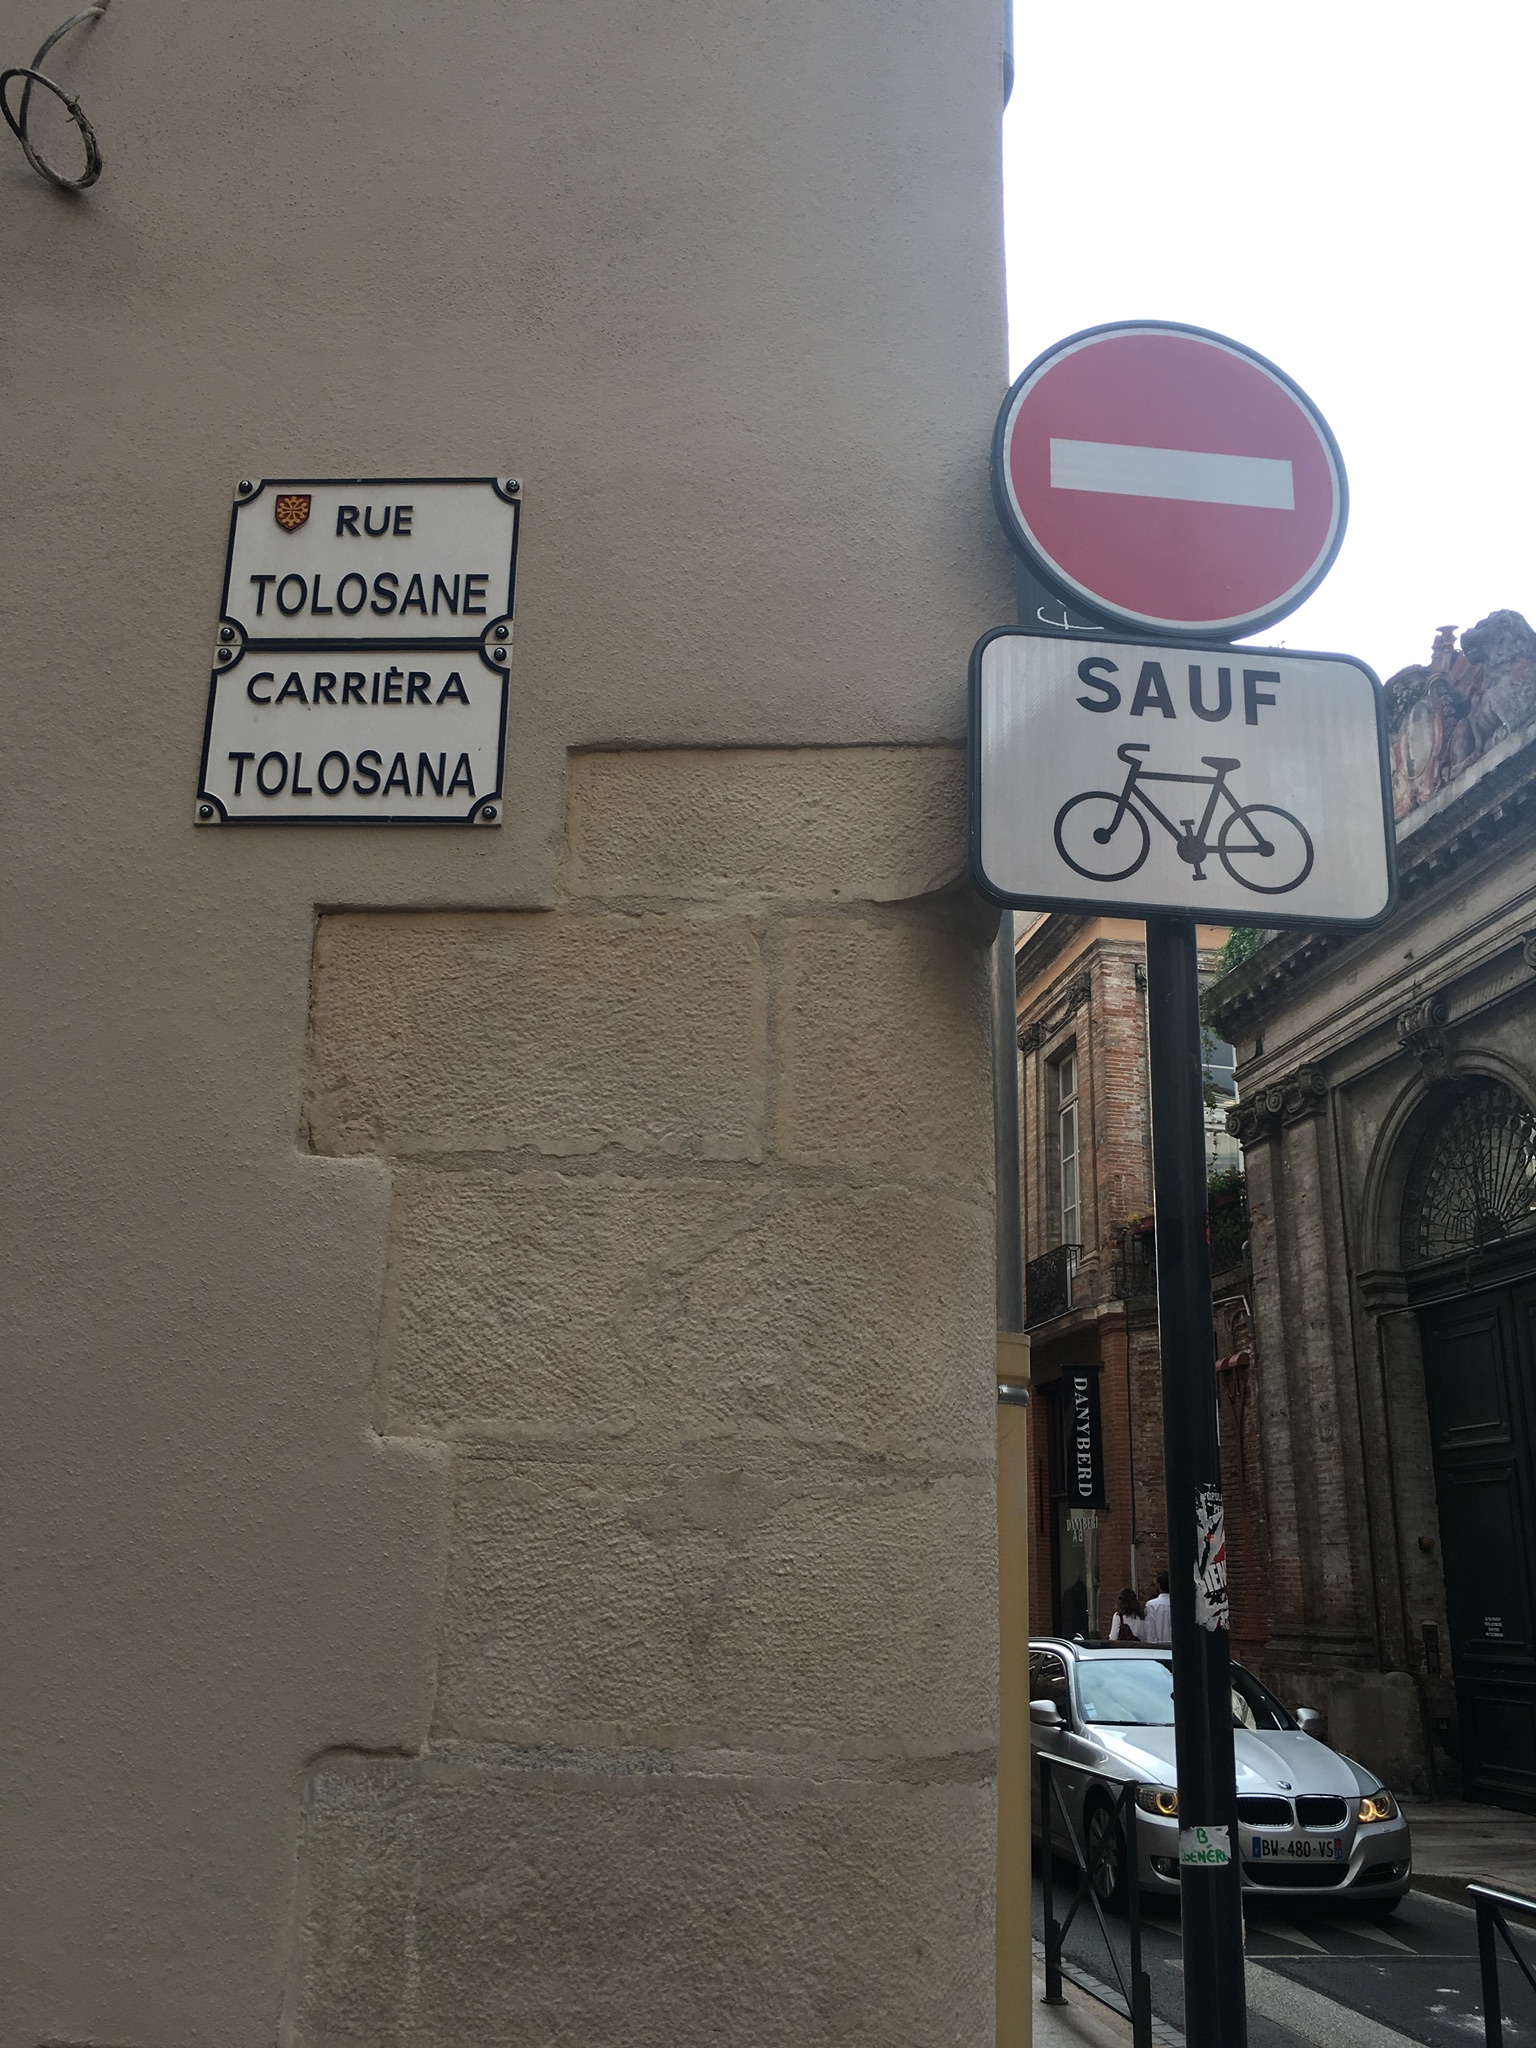 RUE
TOLOSANE
CARRIÈRA
TOLOSANA
SAUF
DANYBERD
B
BW-480-VS